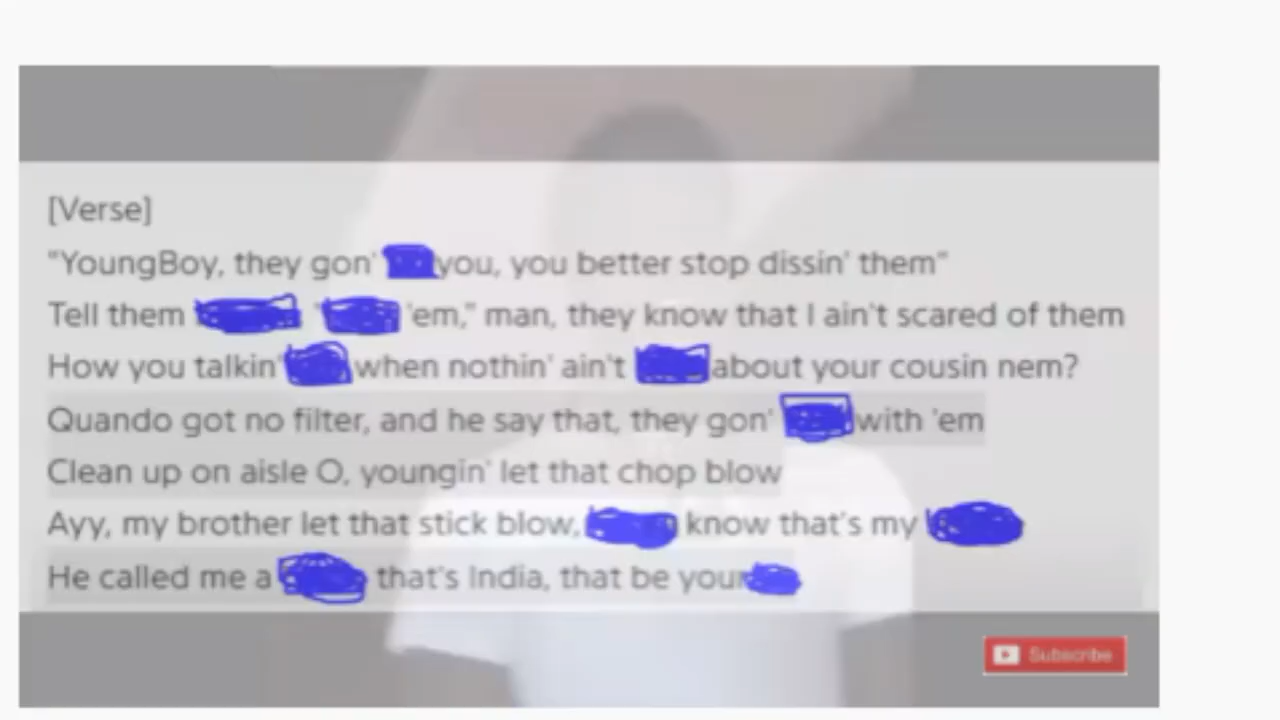 [Verse]
"YoungBoy, they gon' you, you better stop dissin' them"
Tell them " 'em," man, they know that I ain't scared of them
How you talkin' when nothin' ain't about your cousin nem?
Quando got no filter, and he say that, they gon' with 'em
Clean up on aisle O, youngin' let that chop blow
Ayy, my brother let that stick blow, know that's my
He called me a that's India, that be your
Subscribe